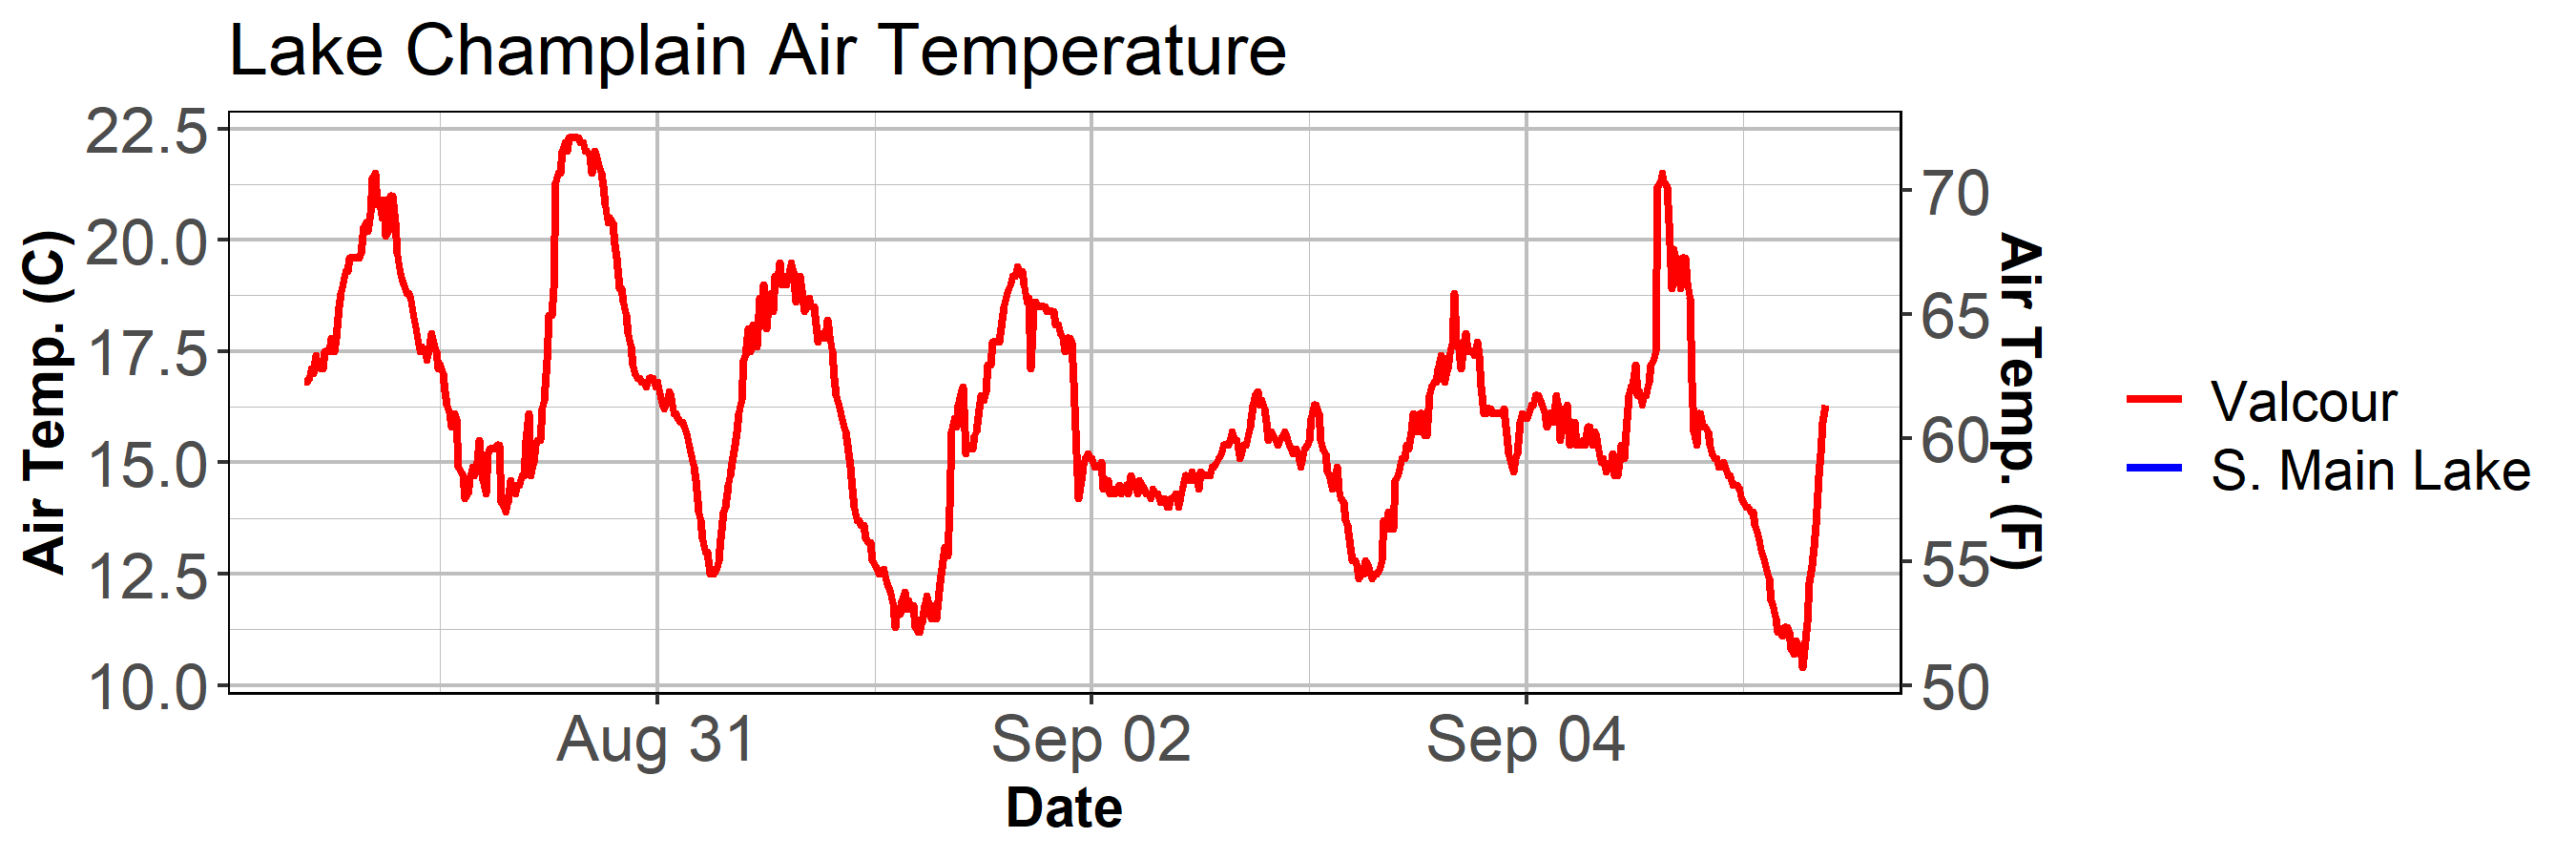 Lake Champlain Air Temperature
Air Temp. (C)
22.5
20.0
17.5
15.0
12.5
10.0
70
65
60
55
50
Air Temp. (F)
Aug 31
Sep 02
Sep 04
Date
Valcour
S. Main Lake